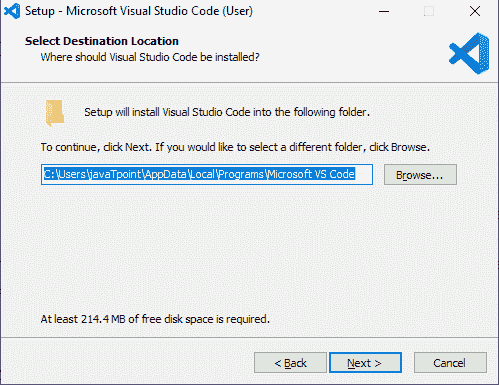 Setup - Microsoft Visual Studio Code (User)
Select Destination Location
Where should Visual Studio Code be installed?
Setup will install Visual Studio Code into the following folder.
To continue, click Next. If you would like to select a different folder, click Browse.
C:\Users\javaTpoint\AppData\Local\Programs\Microsoft VS Code
Browse...
At least 214.4 MB of free disk space is required.
< Back
Next >
Cancel